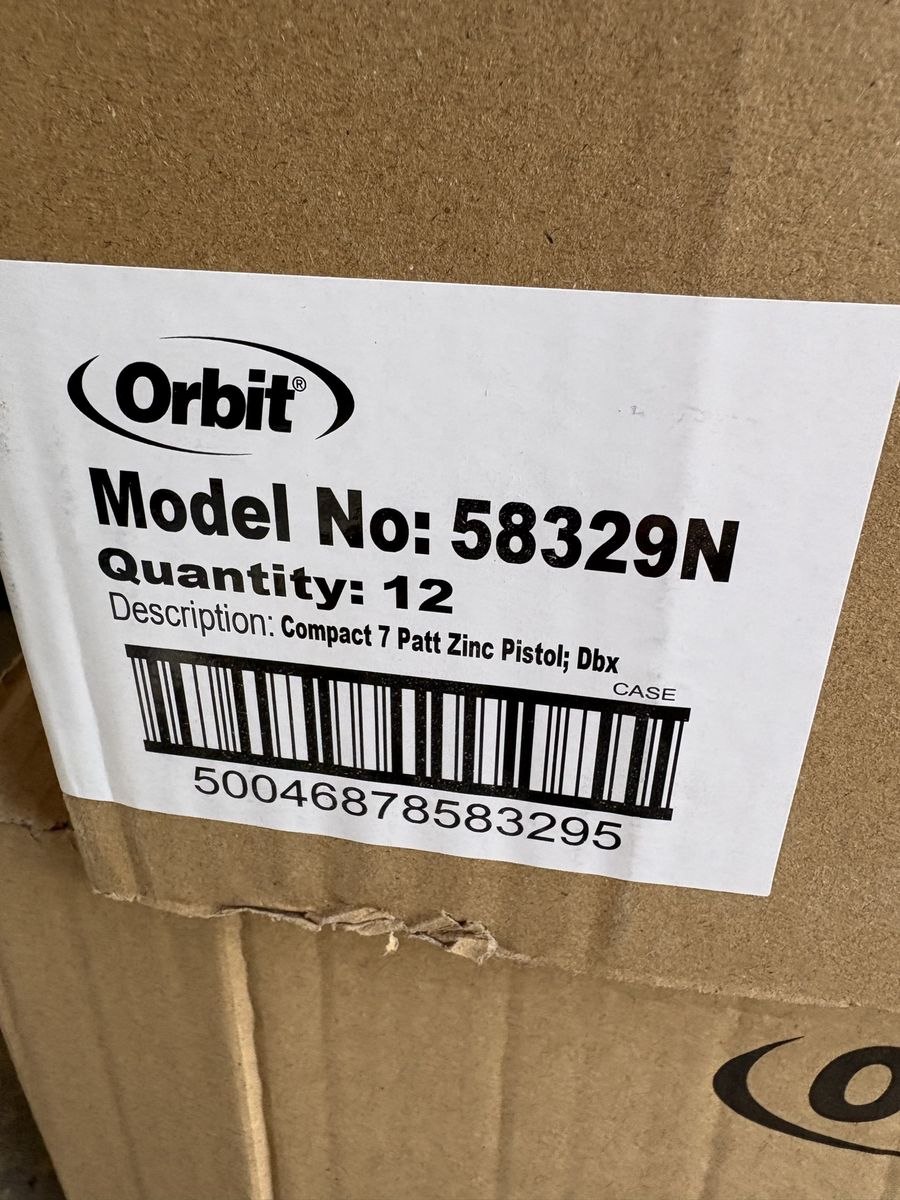 Orbit®
Model No: 58329N
Quantity: 12
Description: Compact 7 Patt Zinc Pistol; Dbx
CASE
50046878583295
O